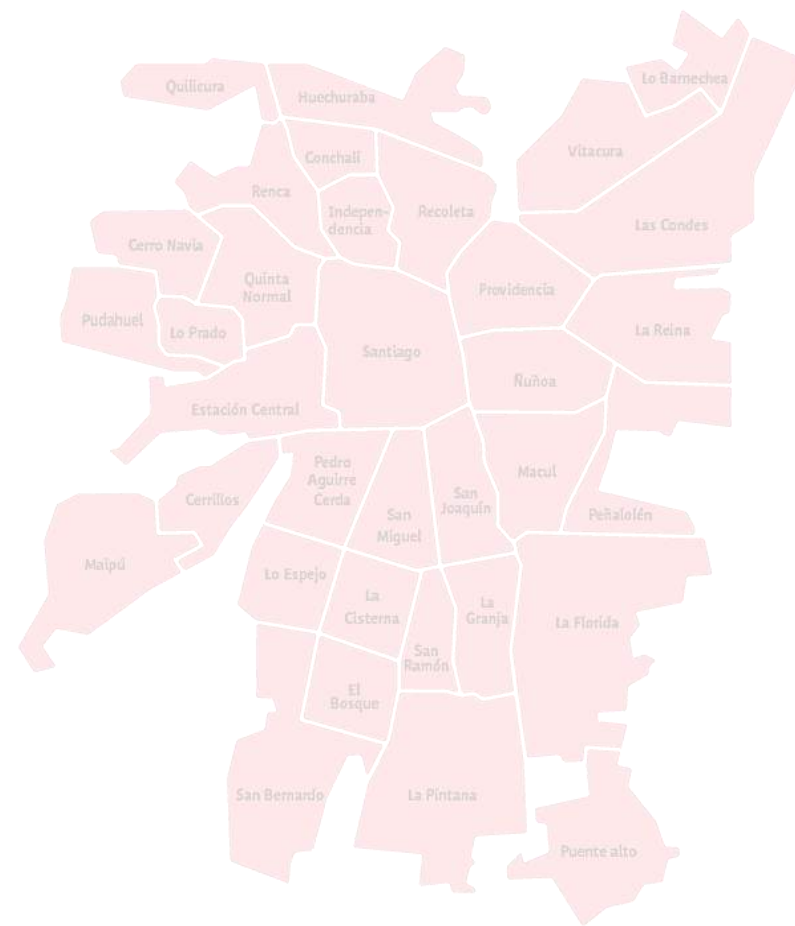 Lo Barnechea
Quilicura
Huechuraba
Vitacura
Conchalí
Renca
Indepen-
dencia
Recoleta
Las Condes
Cerro Navia
Quinta
Normal
Providencia
Pudahuel
Lo Prado
La Reina
Santiago
Ñuñoa
Estación Central
Pedro
Aguirre
Cerda
Macul
Cerrillos
San
Joaquín
San
Miguel
Peñalolén
Maipú
Lo Espejo
La
Cisterna
La
Granja
La Florida
San
Ramón
El
Bosque
San Bernardo
La Pintana
Puente alto